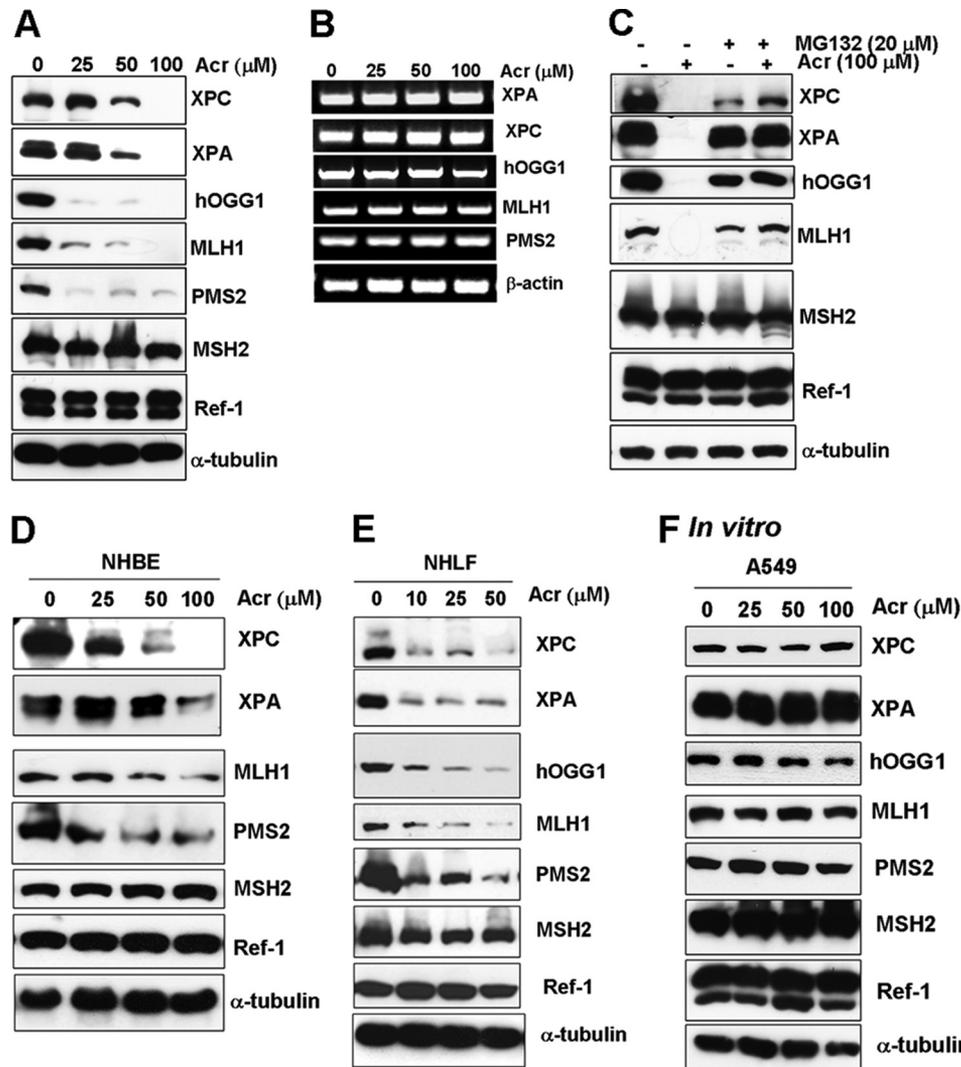 A
0 25 50 100 Acr (μM)
XPC
XPA
hOGG1
MLH1
PMS2
MSH2
Ref-1
α-tubulin
B
0 25 50 100 Acr (μM)
XPA
XPC
hOGG1
MLH1
PMS2
β-actin
C
- - + + MG132 (20 μM)
- + - + Acr (100 μM)
XPC
XPA
hOGG1
MLH1
MSH2
Ref-1
α-tubulin
D
NHBE
0 25 50 100 Acr (μM)
XPC
XPA
MLH1
PMS2
MSH2
Ref-1
α-tubulin
E
NHLF
0 10 25 50 Acr (μM)
XPC
XPA
hOGG1
MLH1
PMS2
MSH2
Ref-1
α-tubulin
F In vitro
A549
0 25 50 100 Acr (μM)
XPC
XPA
hOGG1
MLH1
PMS2
MSH2
Ref-1
α-tubulin